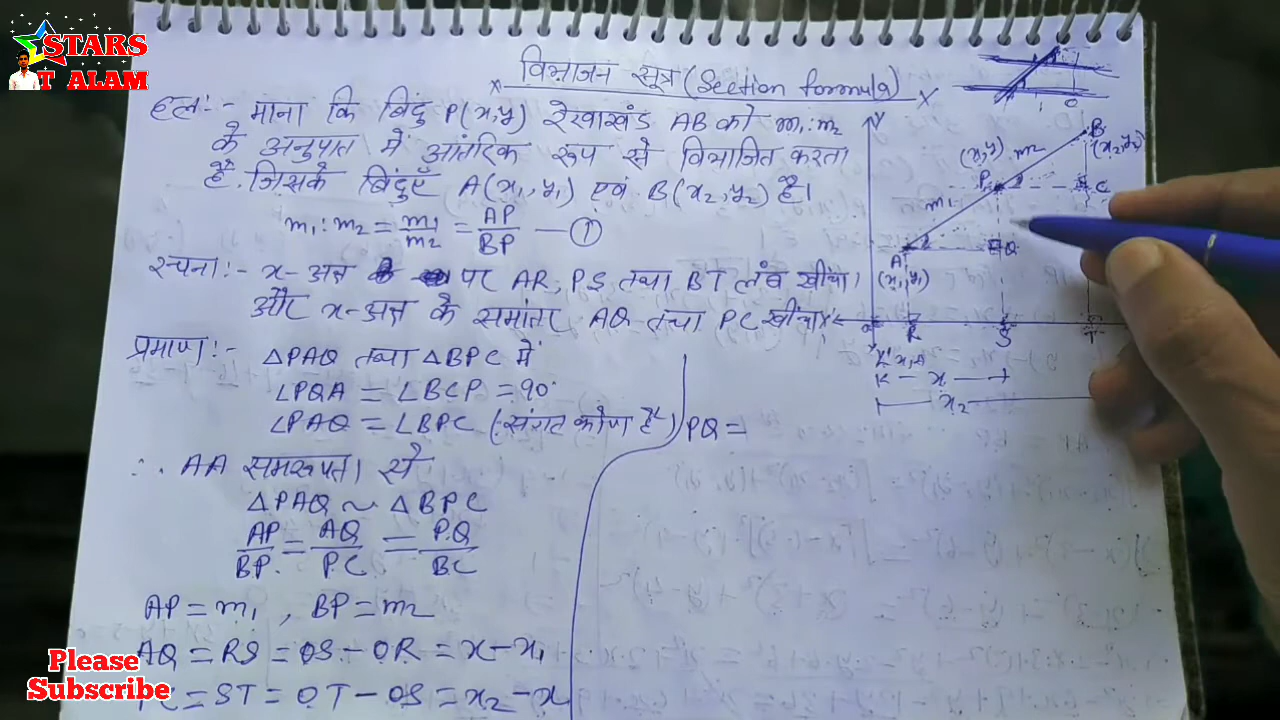 STARS
T ALAM
विभाजन सूत्र (Section formula)
हलः- माना कि बिंदु P(x,y) रेखाखंड AB को m₁:m₂
के अनुपात में आंतरिक रूप से विभाजित करता
है. जिसके बिंदुएँ A(x₁,y₁) एवं B(x₂,y₂) है।
m₁:m₂ = m₁/m₂ = AP/BP — ①
रचनाः- x-अक्ष पर AR, PS तथा BT लंब खींचा।
और x-अक्ष के समांतर AQ तथा PC खींचा
प्रमाणः- △PAQ तथा △BPC में
∠PQA = ∠BCP = 90°
∠PAQ = ∠BPC (संगत कोण है)
∴ AA समरूपता से
△PAQ ~ △BPC
AP/BP = AQ/PC = PQ/BC
AP = m₁, BP = m₂
AQ = RS = OS - OR = x - x₁
PC = ST = OT - OS = x₂ - x
PQ =
Y
B
(x₂,y₂)
(x,y)
m₂
P
C
m₁
A
Q
(x₁,y₁)
X'
R
S
T
x
x₂
Please
Subscribe